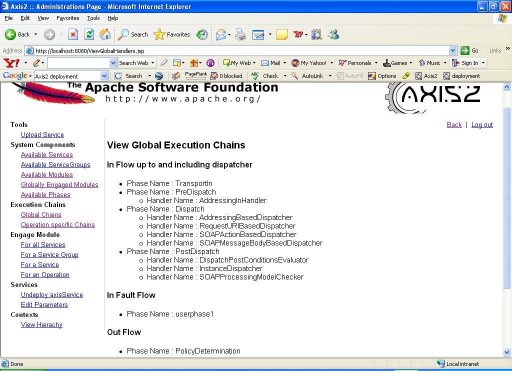 Axis2 :: Administrations Page - Microsoft Internet Explorer
File Edit View Favorites Tools Help
Back Search Favorites
Address http://localhost:8080/ViewGlobalHandlers.jsp Go Links »
Search Web My Web Mail My Yahoo! Personals Games Music Sign In
Google Axis2 deployment Search PageRank blocked Check AutoLink AutoFill Options Axis2 deployment
The Apache Software Foundation
http://www.apache.org/
AXIS2
Back | Log out
Tools
Upload Service
System Components
Available Services
Available ServiceGroups
Available Modules
Globally Engaged Modules
Available Phases
Execution Chains
Global Chains
Operation specific Chains
Engage Module
For all Services
For a Service Group
For a Service
For an Operation
Services
Undeploy axisService
Edit Parameters
Contexts
View Hierachy
View Global Execution Chains
In Flow up to and including dispatcher
Phase Name : TransportIn
Phase Name : PreDispatch
Handler Name : AddressingInHandler
Phase Name : Dispatch
Handler Name : AddressingBasedDispatcher
Handler Name : RequestURIBasedDispatcher
Handler Name : SOAPActionBasedDispatcher
Handler Name : SOAPMessageBodyBasedDispatcher
Phase Name : PostDispatch
Handler Name : DispatchPostConditionsEvaluator
Handler Name : InstanceDispatcher
Handler Name : SOAPProcessingModelChecker
In Fault Flow
Phase Name : userphase1
Out Flow
Phase Name : PolicyDetermination
Done Local intranet